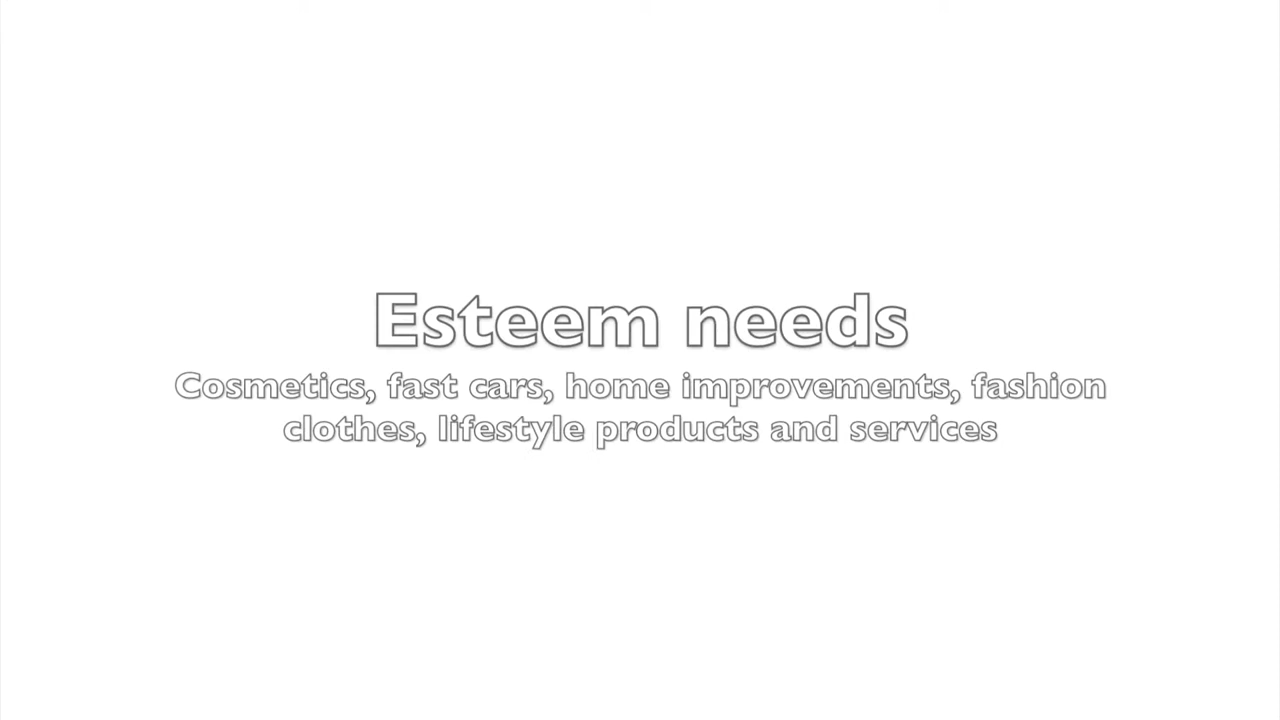 Esteem needs
Cosmetics, fast cars, home improvements, fashion
clothes, lifestyle products and services